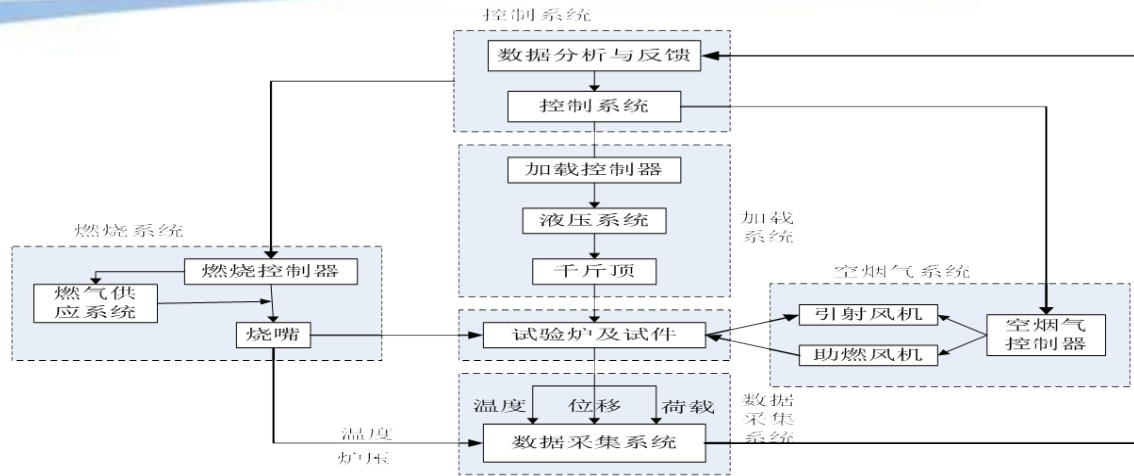 控制系统
数据分析与反馈
控制系统
加载控制器
液压系统
千斤顶
加载
系统
燃烧系统
燃烧控制器
燃气供
应系统
烧嘴
空烟气系统
引射风机
助燃风机
空烟气
控制器
试验炉及试件
温度
位移
荷载
数据采集系统
数据
采集
系统
温度
炉压